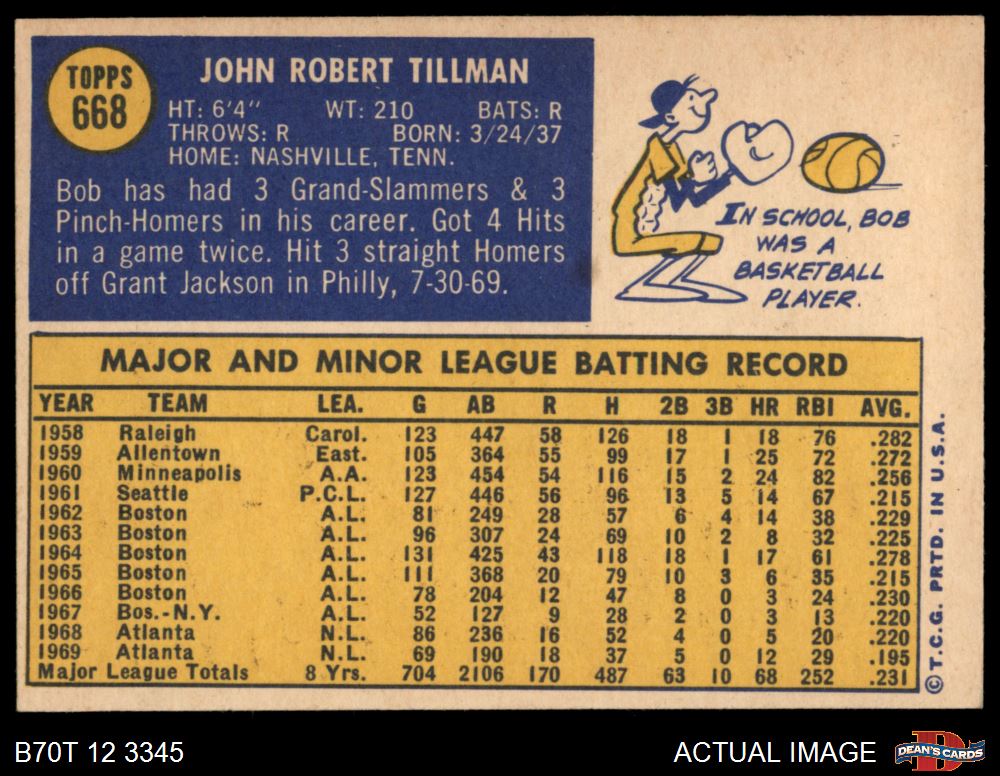 TOPPS
668
JOHN ROBERT TILLMAN
HT: 6'4" WT: 210 BATS: R
THROWS: R BORN: 3/24/37
HOME: NASHVILLE, TENN.
Bob has had 3 Grand-Slammers & 3
Pinch-Homers in his career. Got 4 Hits
in a game twice. Hit 3 straight Homers
off Grant Jackson in Philly, 7-30-69.
IN SCHOOL, BOB
WAS A
BASKETBALL
PLAYER.
MAJOR AND MINOR LEAGUE BATTING RECORD
YEAR TEAM LEA. G AB R H 2B 3B HR RBI AVG.
1958 Raleigh Carol. 123 447 58 126 18 1 18 76 .282
1959 Allentown East. 105 364 55 99 17 1 25 72 .272
1960 Minneapolis A.A. 123 454 54 116 15 2 24 82 .256
1961 Seattle P.C.L. 127 446 56 96 13 5 14 67 .215
1962 Boston A.L. 81 249 28 57 6 4 14 38 .229
1963 Boston A.L. 96 307 24 69 10 2 8 32 .225
1964 Boston A.L. 131 425 43 118 18 1 17 61 .278
1965 Boston A.L. 111 368 20 79 10 3 6 35 .215
1966 Boston A.L. 78 204 12 47 8 0 3 24 .230
1967 Bos.-N.Y. A.L. 52 127 9 28 2 0 3 13 .220
1968 Atlanta N.L. 86 236 16 52 4 0 5 20 .220
1969 Atlanta N.L. 69 190 18 37 5 0 12 29 .195
Major League Totals 8 Yrs. 704 2106 170 487 63 10 68 252 .231
© T.C.G. PRTD. IN U.S.A.
B70T 12 3345
ACTUAL IMAGE
DEAN'S CARDS